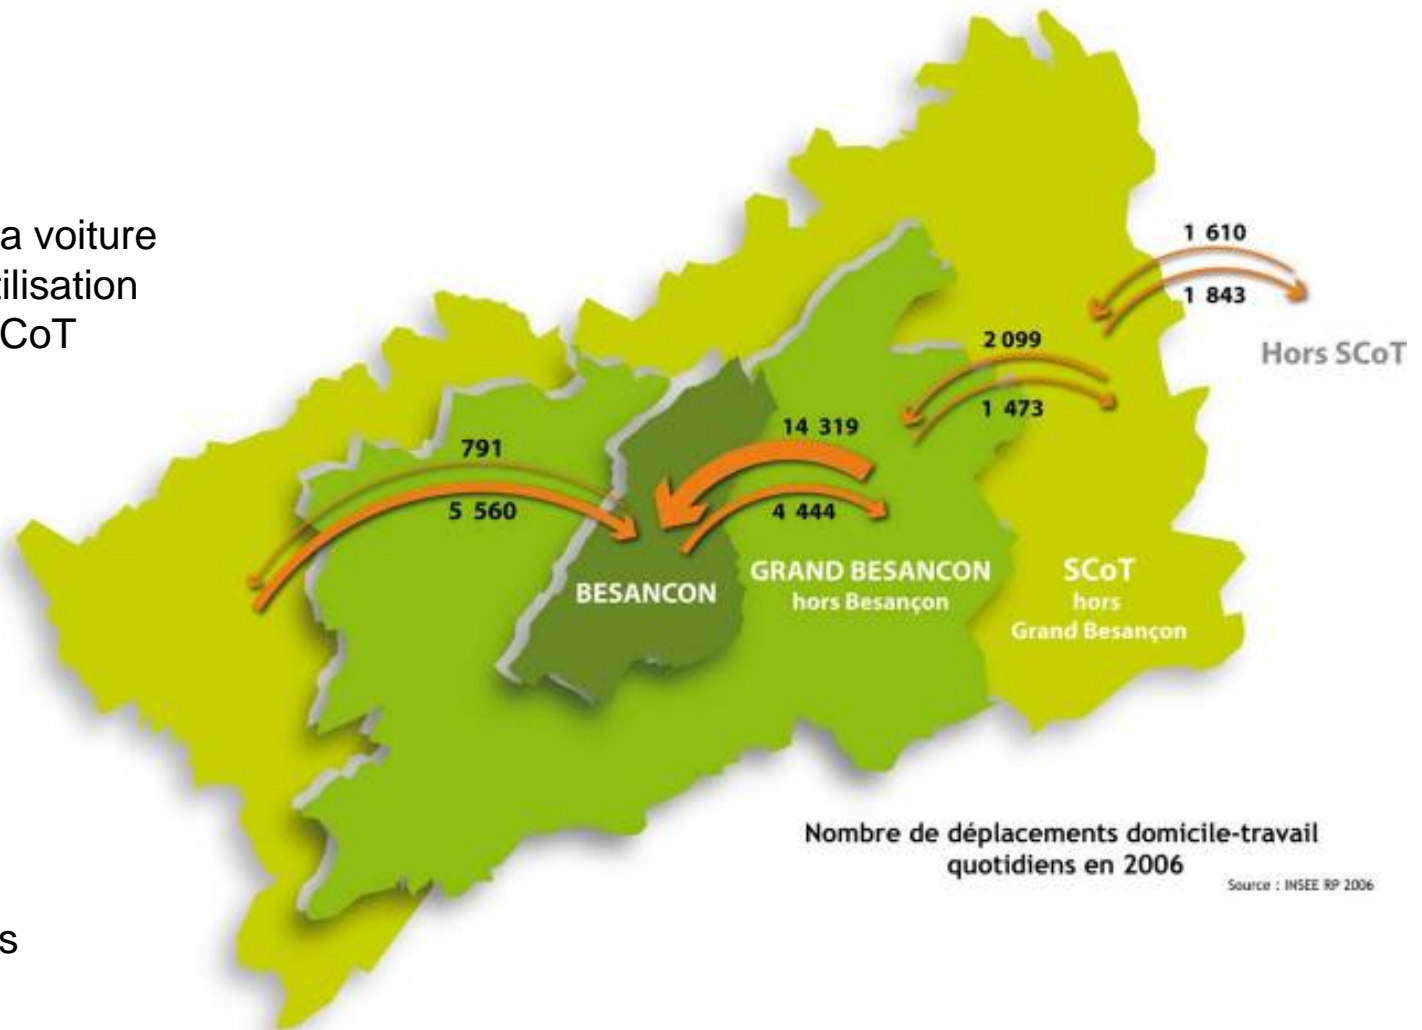 a voiture
tilisation
CoT
1 610
1 843
Hors SCoT
2 099
1 473
14 319
4 444
791
5 560
BESANCON
GRAND BESANCON
hors Besançon
SCoT
hors
Grand Besançon
Nombre de déplacements domicile-travail
quotidiens en 2006
Source : INSEE RP 2006
s